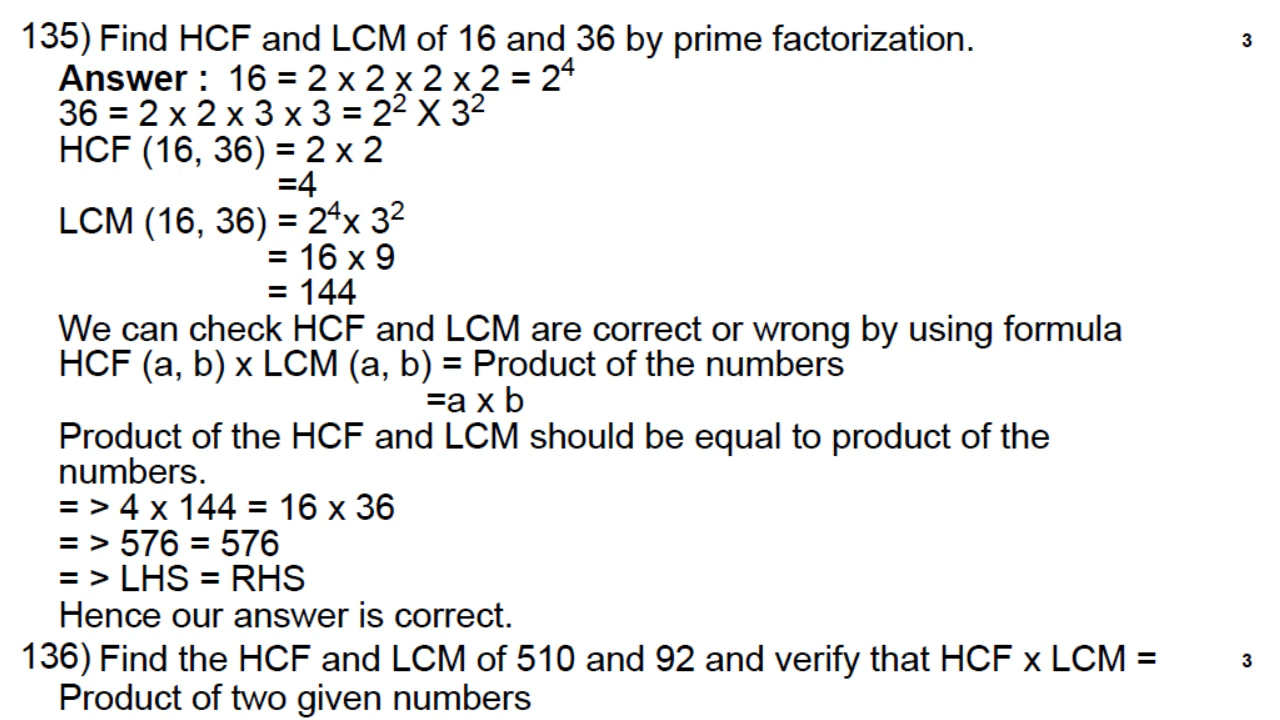 135) Find HCF and LCM of 16 and 36 by prime factorization. 3
Answer : 16 = 2 x 2 x 2 x 2 = 2⁴
36 = 2 x 2 x 3 x 3 = 2² X 3²
HCF (16, 36) = 2 x 2
=4
LCM (16, 36) = 2⁴x 3²
= 16 x 9
= 144
We can check HCF and LCM are correct or wrong by using formula
HCF (a, b) x LCM (a, b) = Product of the numbers
=a x b
Product of the HCF and LCM should be equal to product of the
numbers.
= > 4 x 144 = 16 x 36
= > 576 = 576
= > LHS = RHS
Hence our answer is correct.
136) Find the HCF and LCM of 510 and 92 and verify that HCF x LCM = 3
Product of two given numbers